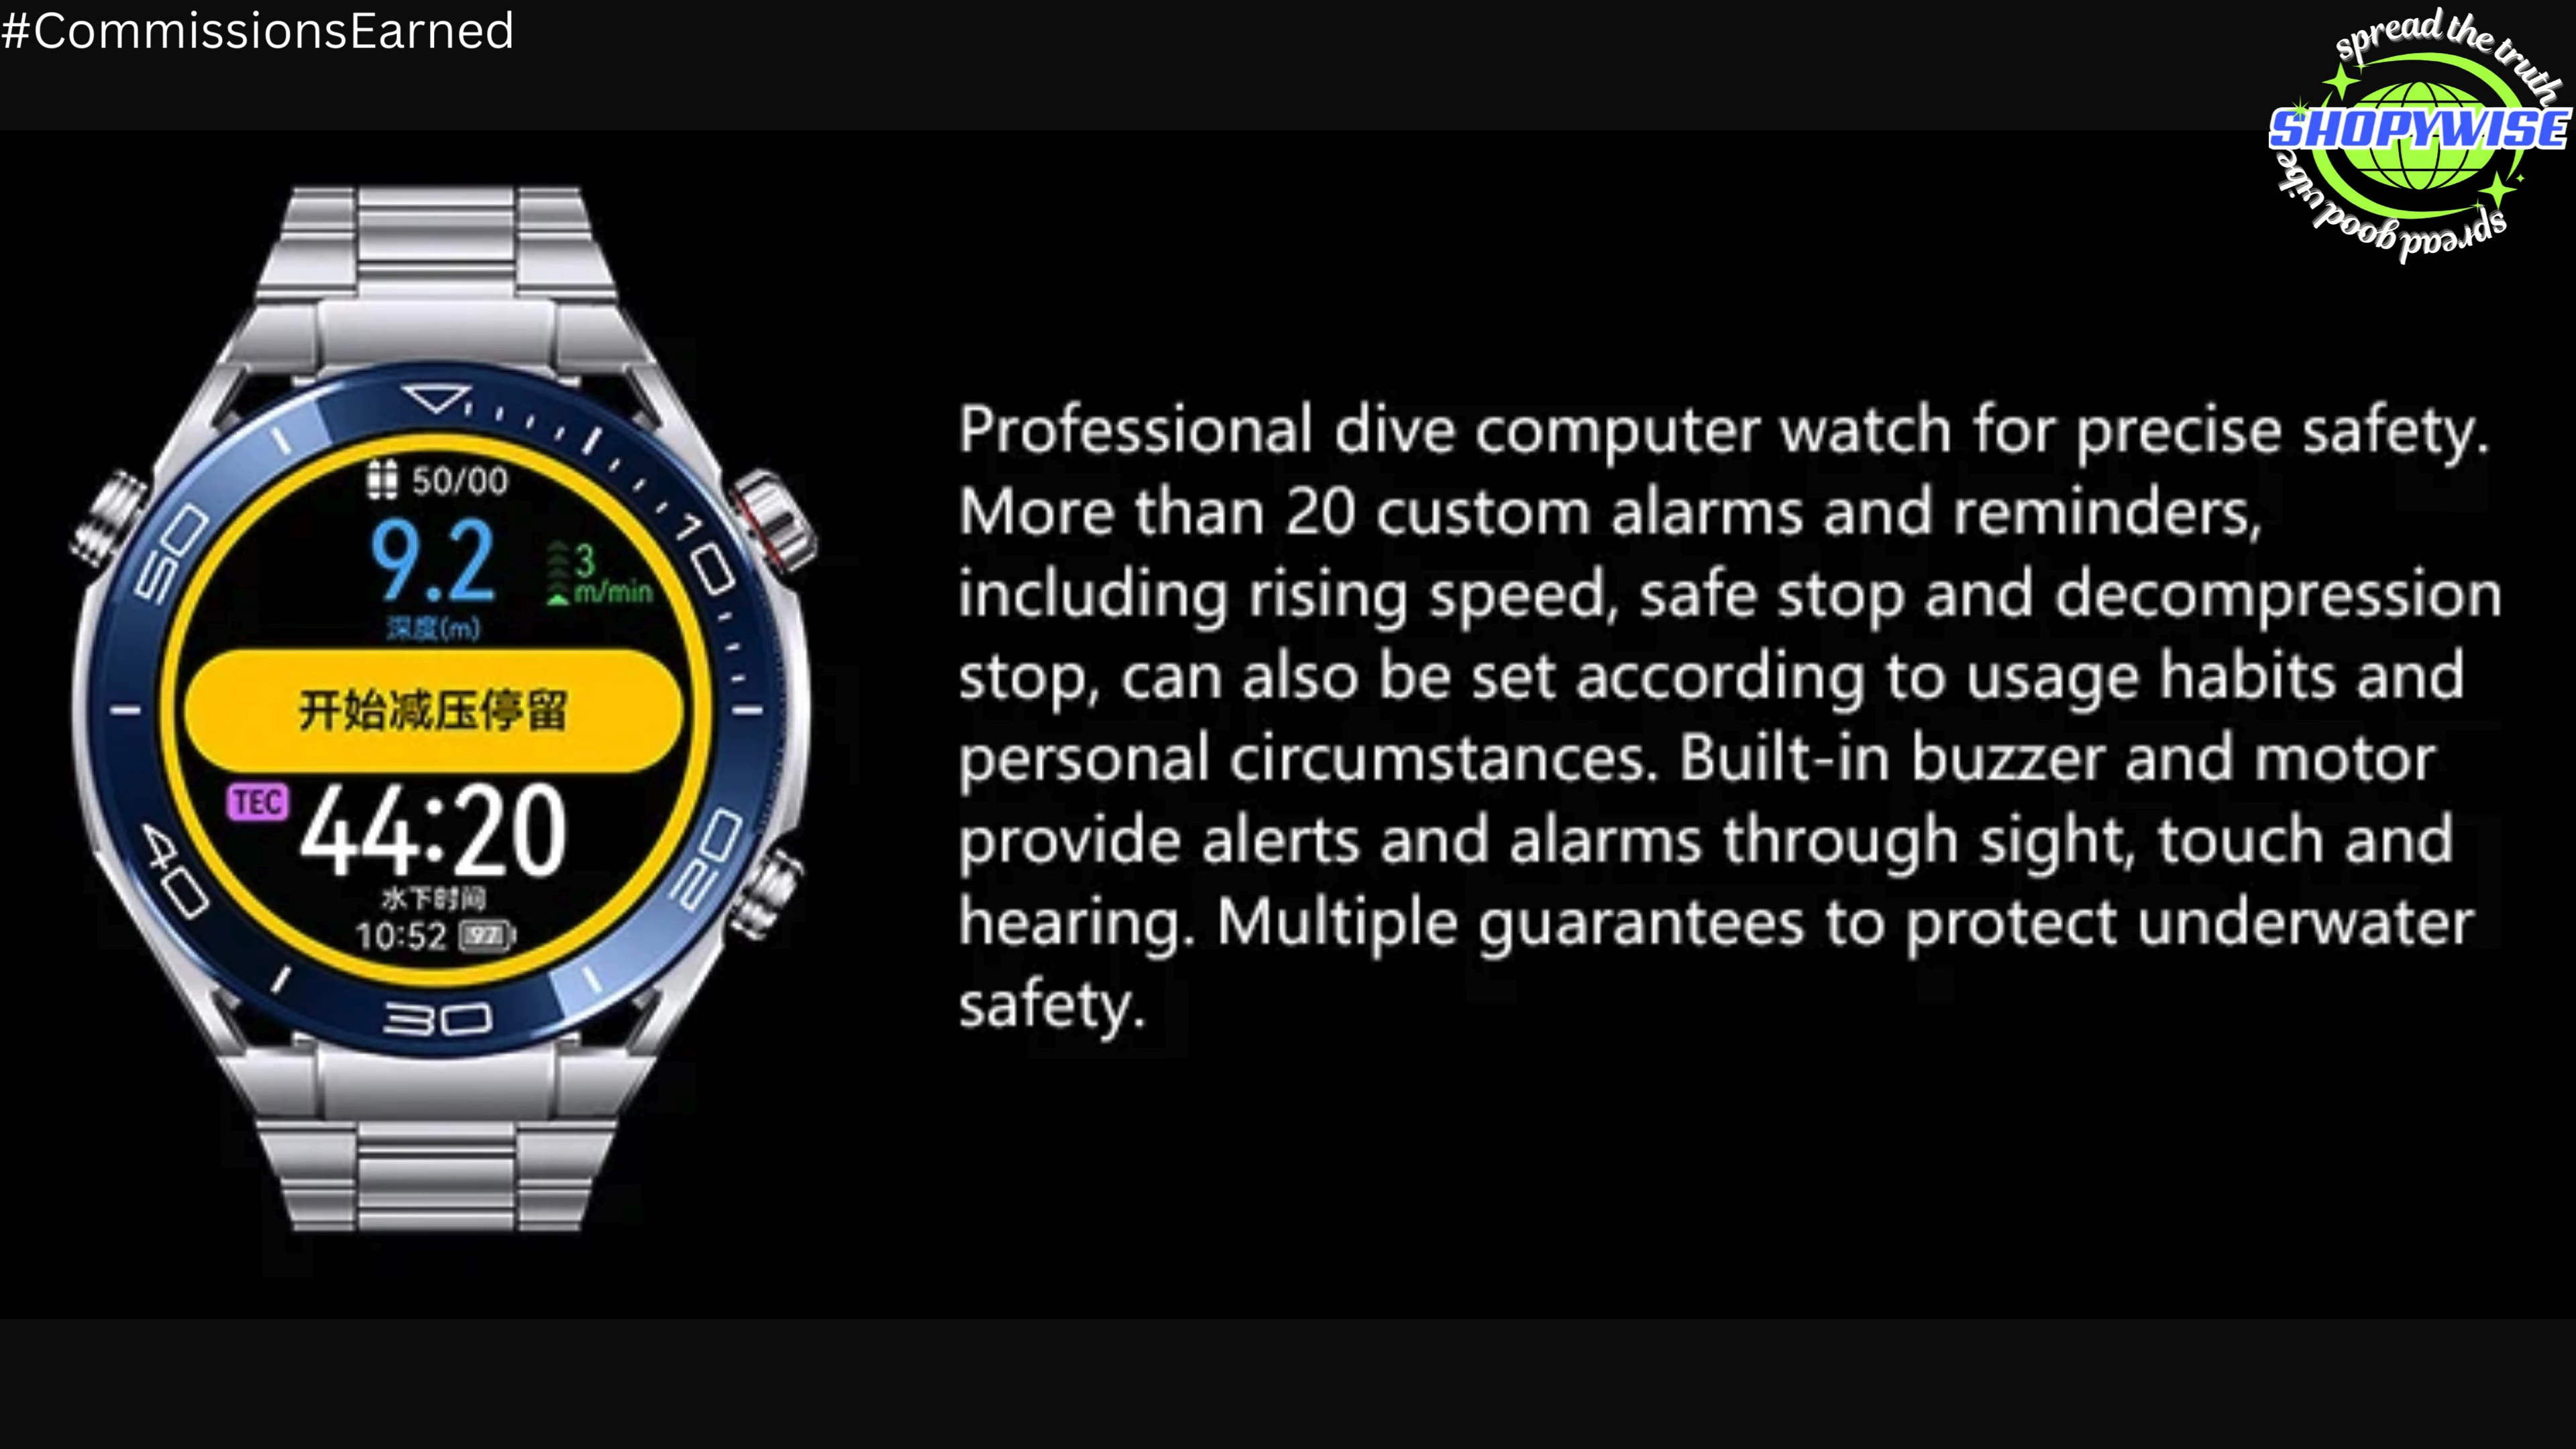 #CommissionsEarned
spread the truth
SHOPYWISE
spread good vibe
50/00
9.2
3
m/min
深度(m)
开始减压停留
TEC
44:20
水下时间
10:52 97
10
20
30
40
50
Professional dive computer watch for precise safety.
More than 20 custom alarms and reminders,
including rising speed, safe stop and decompression
stop, can also be set according to usage habits and
personal circumstances. Built-in buzzer and motor
provide alerts and alarms through sight, touch and
hearing. Multiple guarantees to protect underwater
safety.